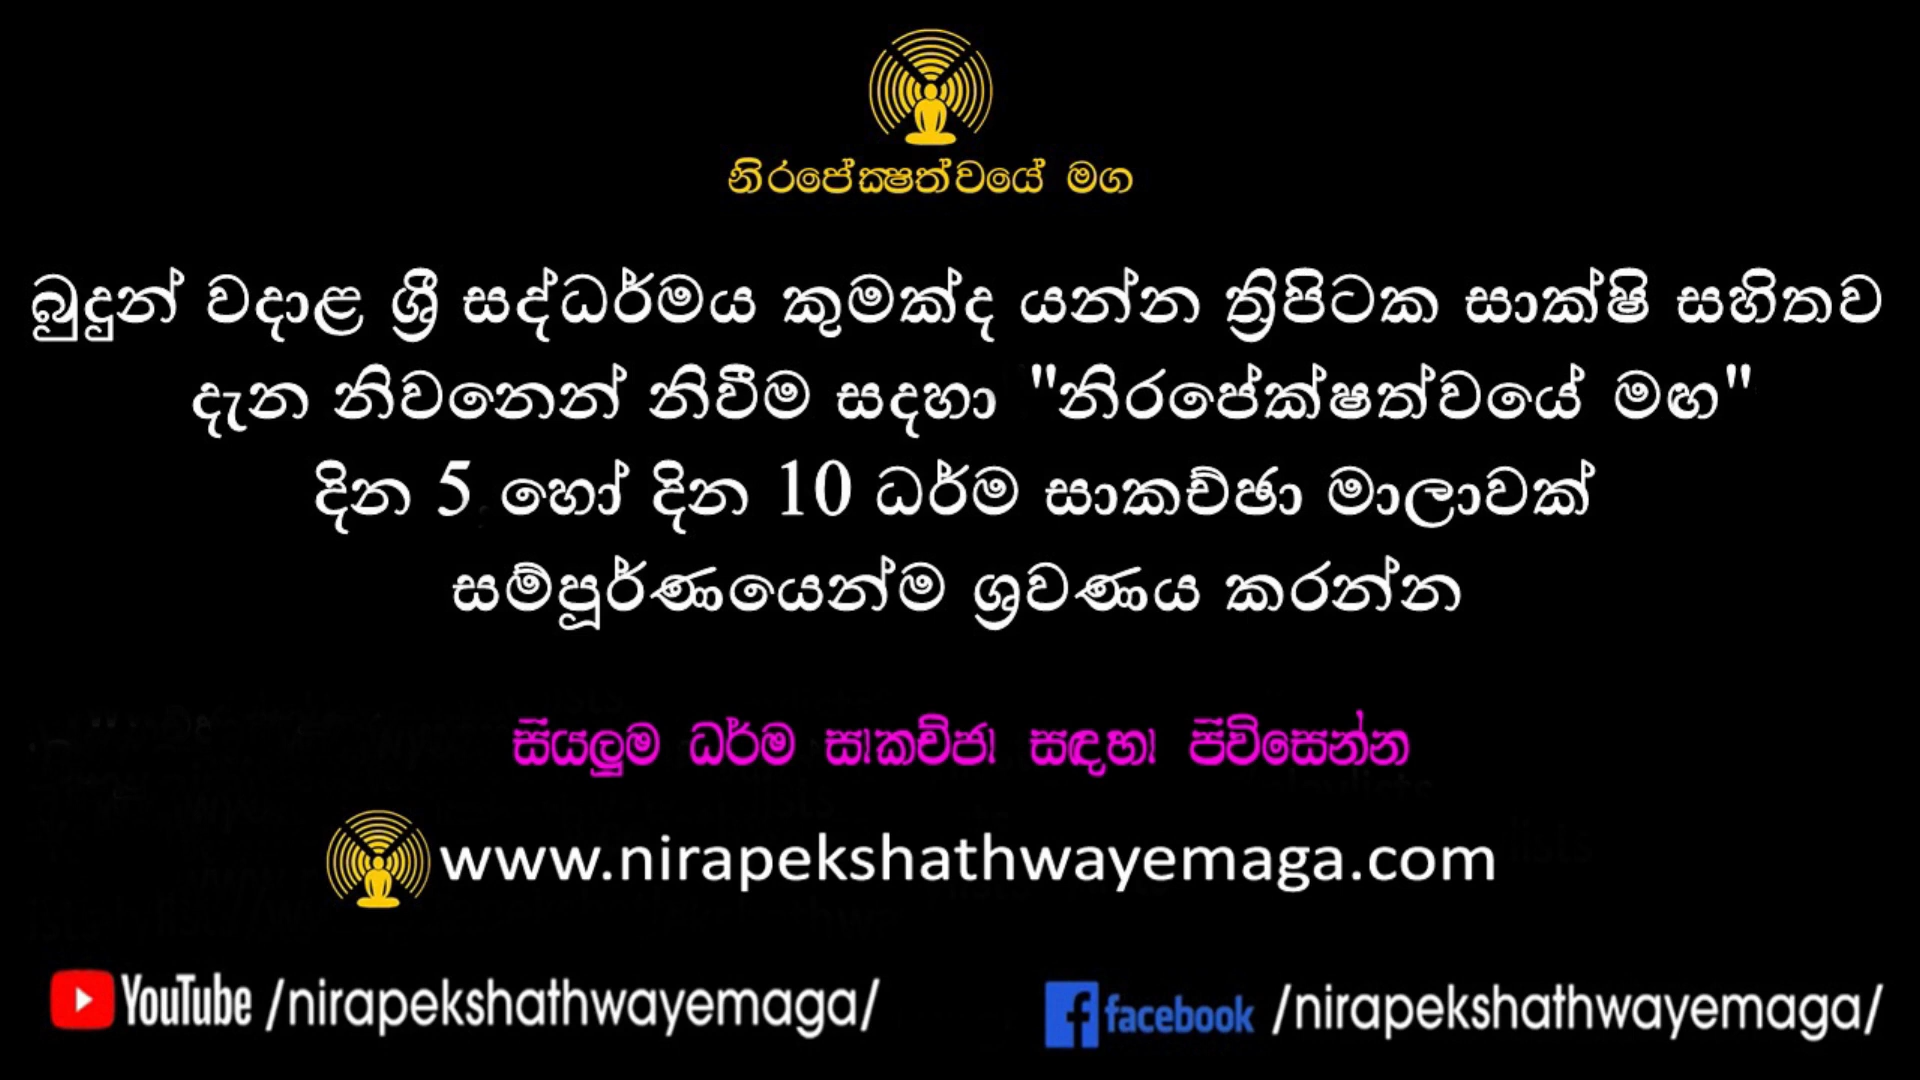 නිරපේක්‍ෂත්වයේ මග
බුදුන් වදාළ ශ්‍රී සද්ධර්මය කුමක්ද යන්න ත්‍රිපිටක සාක්ෂි සහිතව
දැන නිවනෙන් නිවීම සදහා "නිරපේක්ෂත්වයේ මඟ"
දින 5 හෝ දින 10 ධර්ම සාකච්ඡා මාලාවක්
සම්පූර්ණයෙන්ම ශ්‍රවණය කරන්න
සියලුම ධර්ම සාකච්ඡා සඳහා පිවිසෙන්න
www.nirapekshathwayemaga.com
YouTube /nirapekshathwayemaga/
facebook /nirapekshathwayemaga/